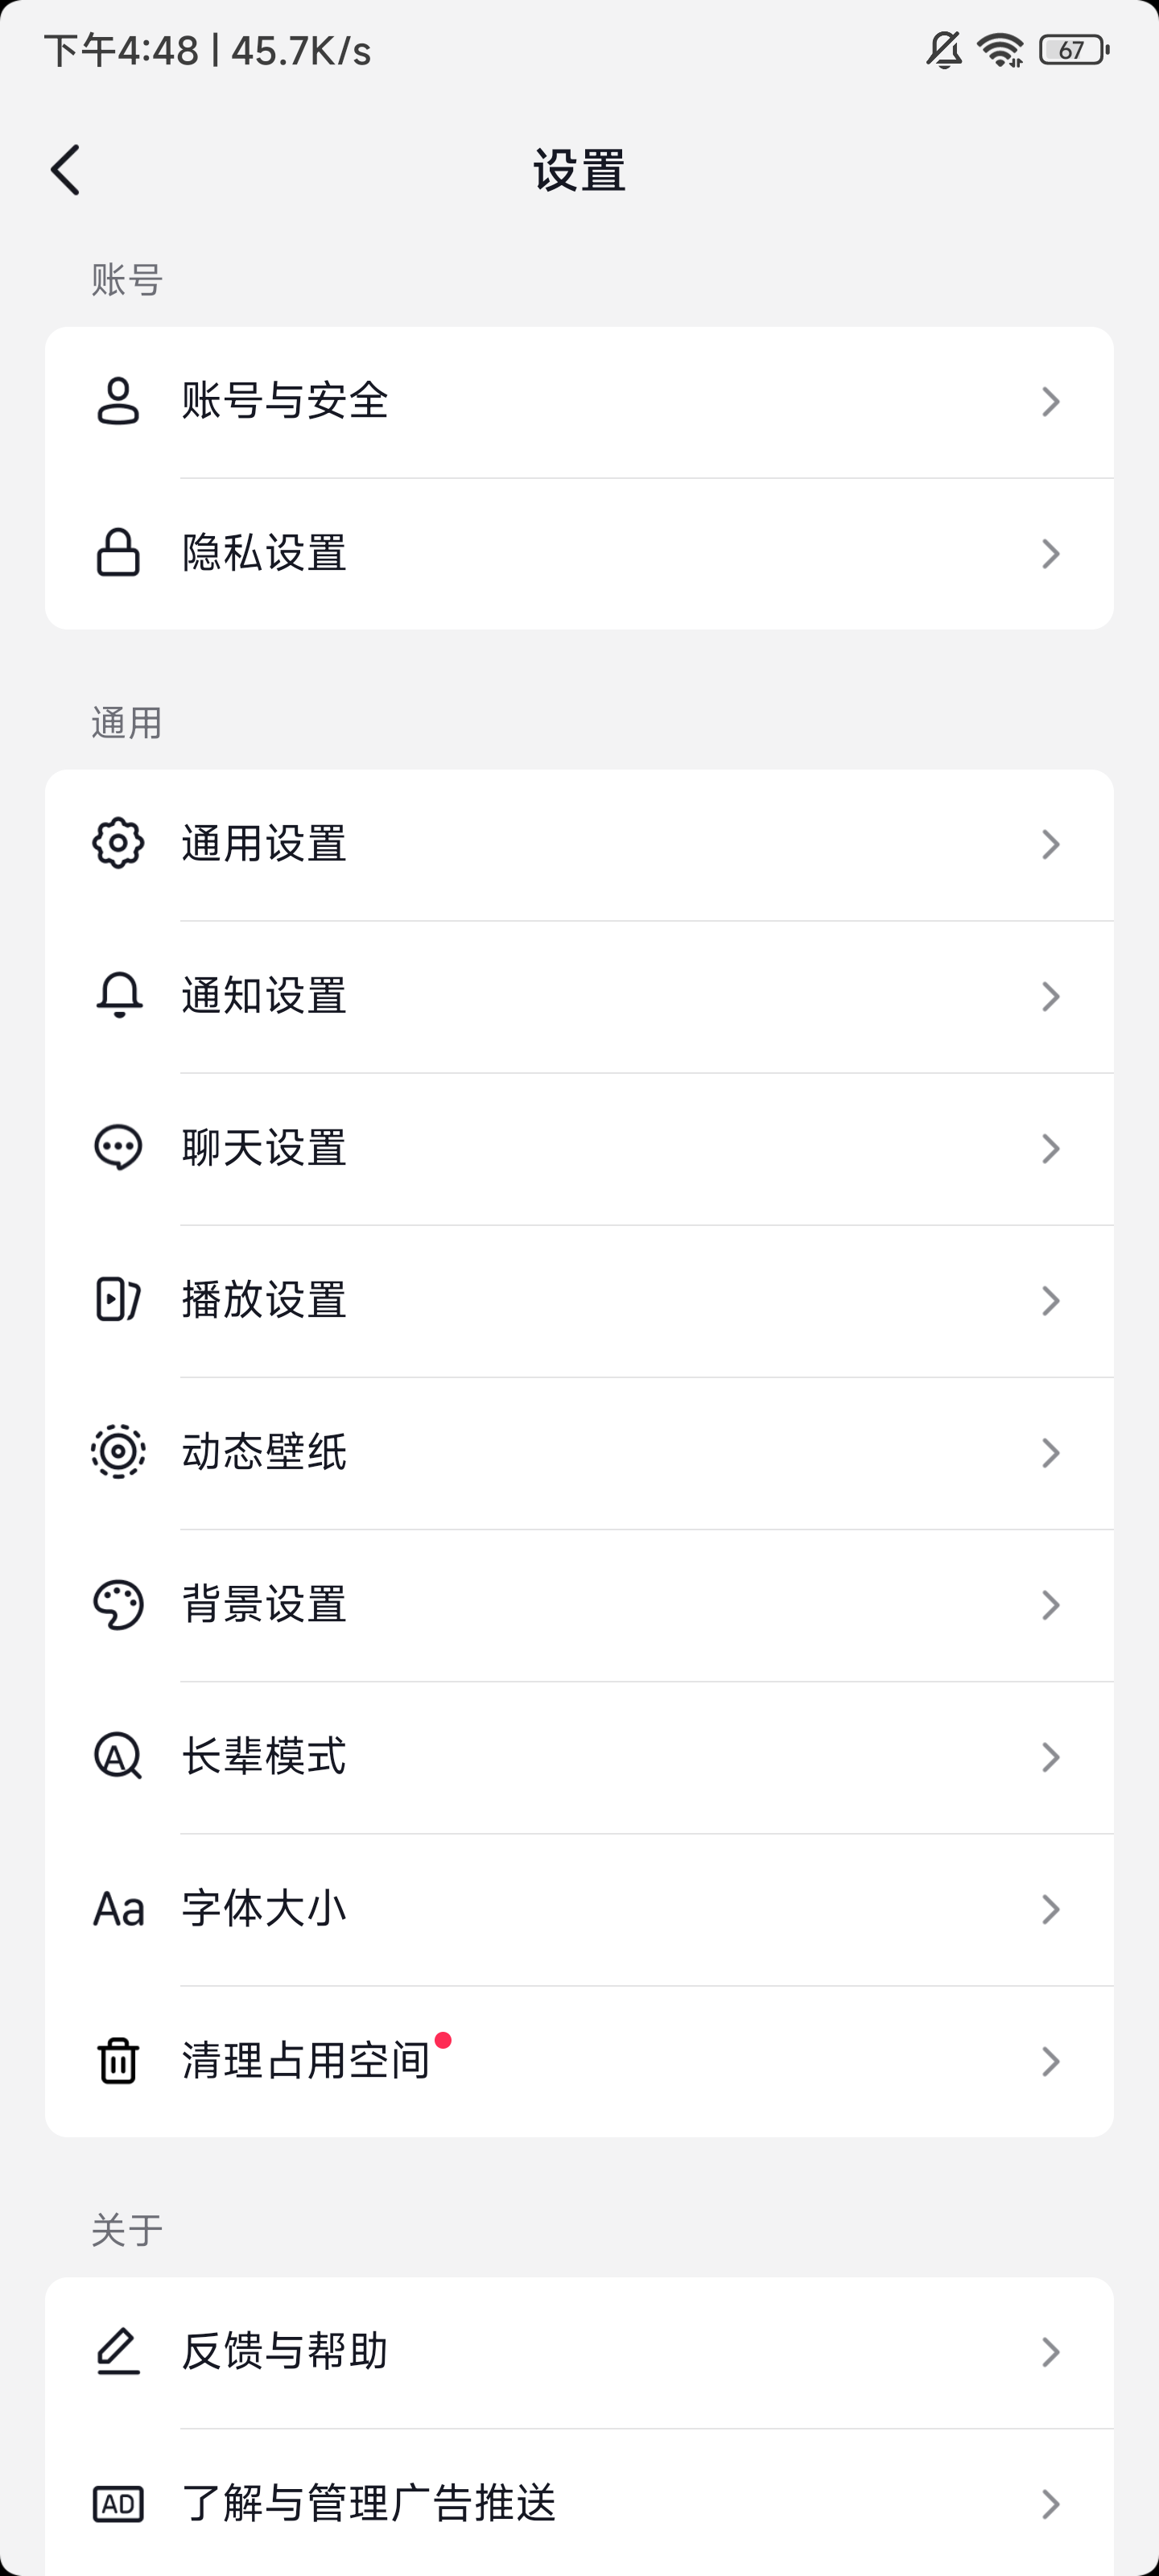 下午4:48 | 45.7K/s
67
设置
账号
账号与安全
隐私设置
通用
通用设置
通知设置
聊天设置
播放设置
动态壁纸
背景设置
A 长辈模式
Aa 字体大小
清理占用空间
关于
反馈与帮助
AD 了解与管理广告推送